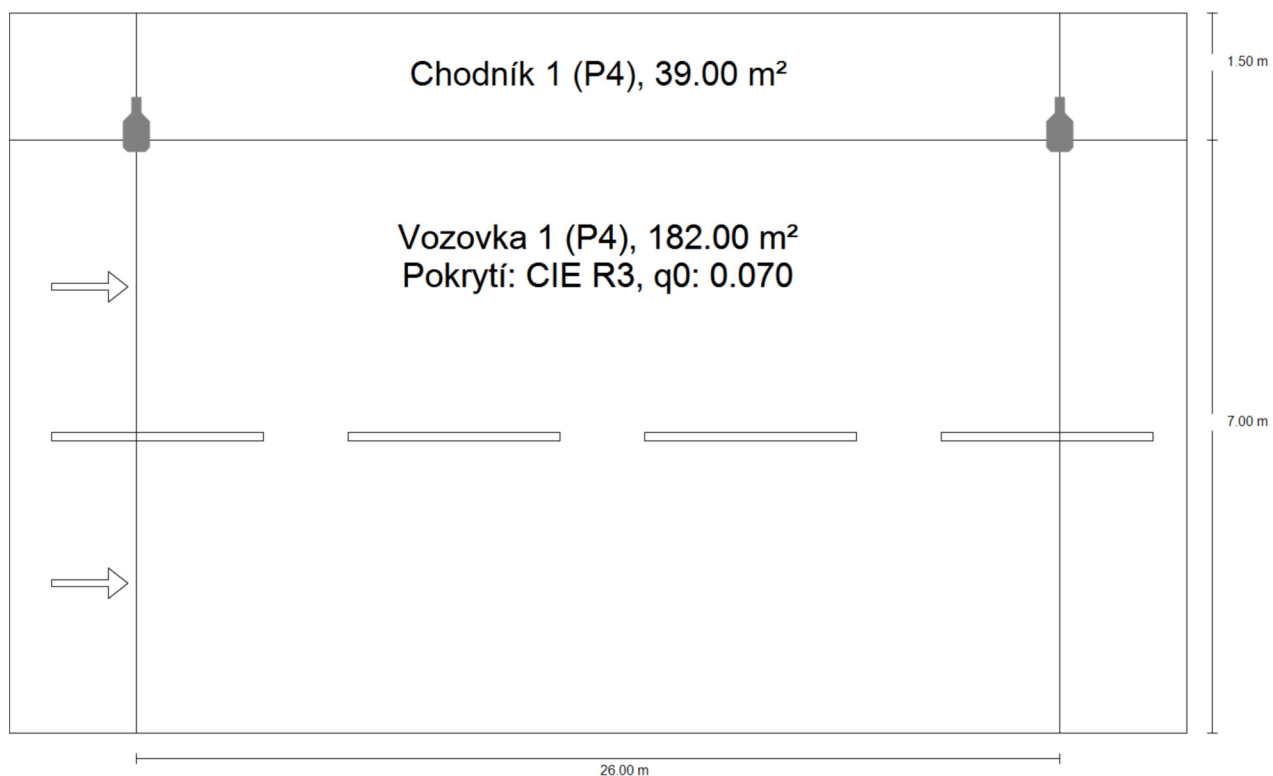 Chodník 1 (P4), 39.00 m²
1.50 m
Vozovka 1 (P4), 182.00 m²
Pokrytí: CIE R3, q0: 0.070
7.00 m
26.00 m